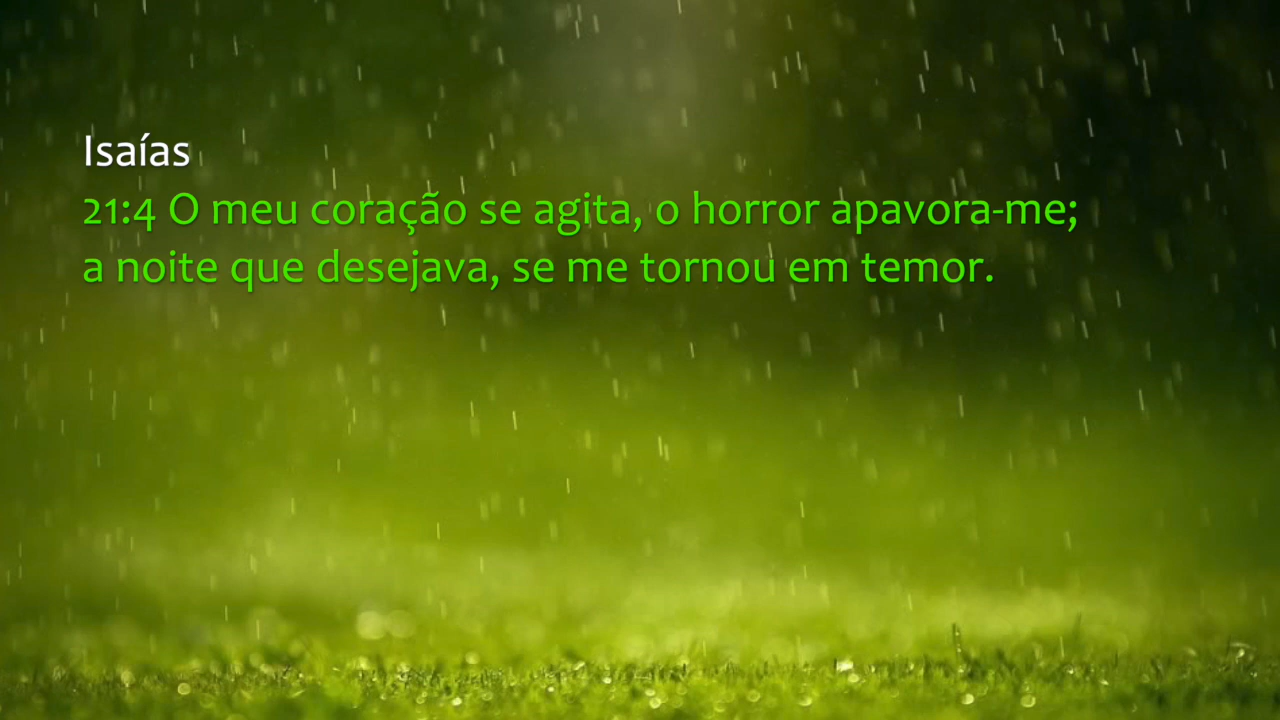 Isaías
21:4 O meu coração se agita, o horror apavora-me;
a noite que desejava, se me tornou em temor.